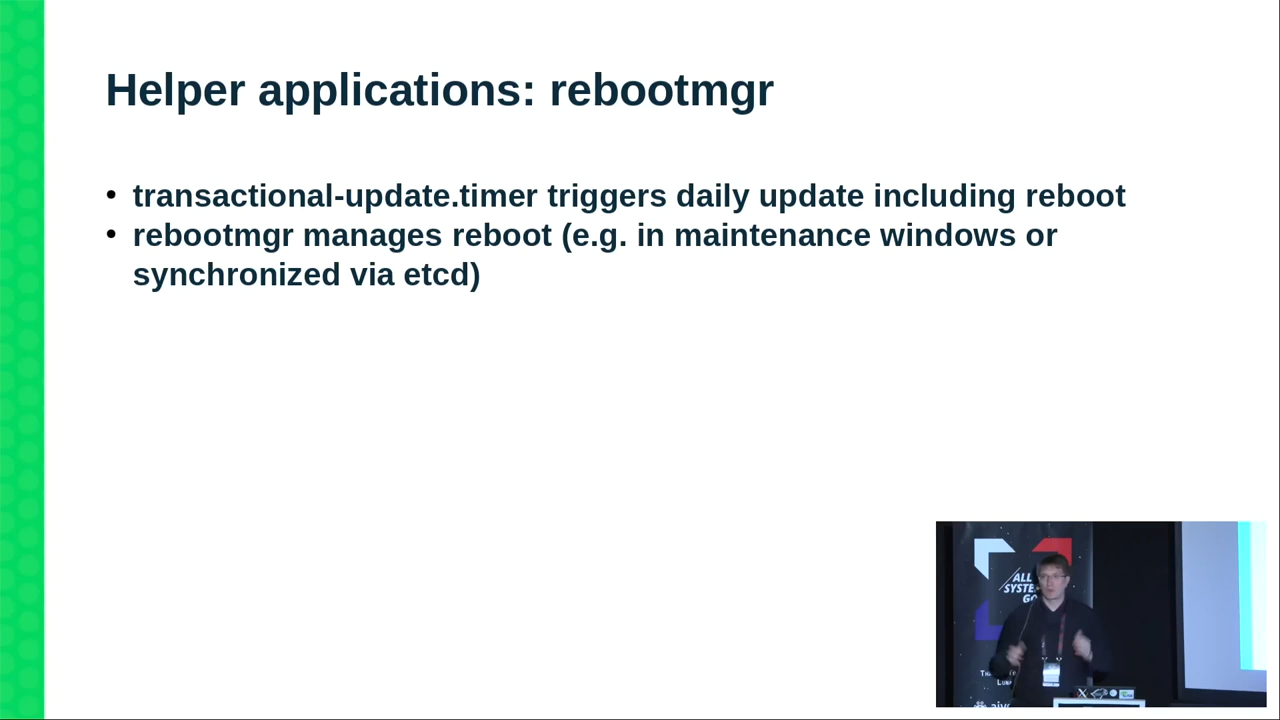 Helper applications: rebootmgr
• transactional-update.timer triggers daily update including reboot
• rebootmgr manages reboot (e.g. in maintenance windows or
synchronized via etcd)
ALL